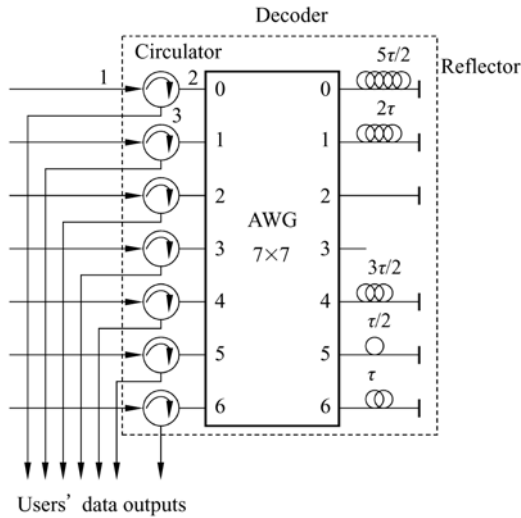 Decoder
Circulator
Reflector
1
2
3
0
1
2
3
4
5
6
AWG
7×7
0
1
2
3
4
5
6
5τ/2
2τ
3τ/2
τ/2
τ
Users' data outputs